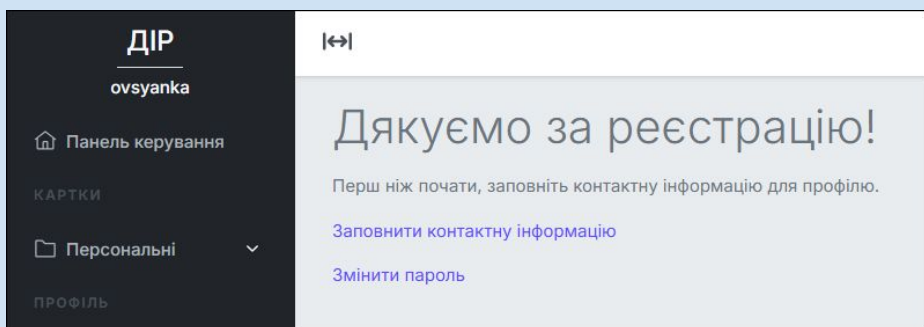 ДІР
ovsyanka
Панель керування
КАРТКИ
Персональні
ПРОФІЛЬ
Дякуємо за реєстрацію!
Перш ніж почати, заповніть контактну інформацію для профілю.
Заповнити контактну інформацію
Змінити пароль